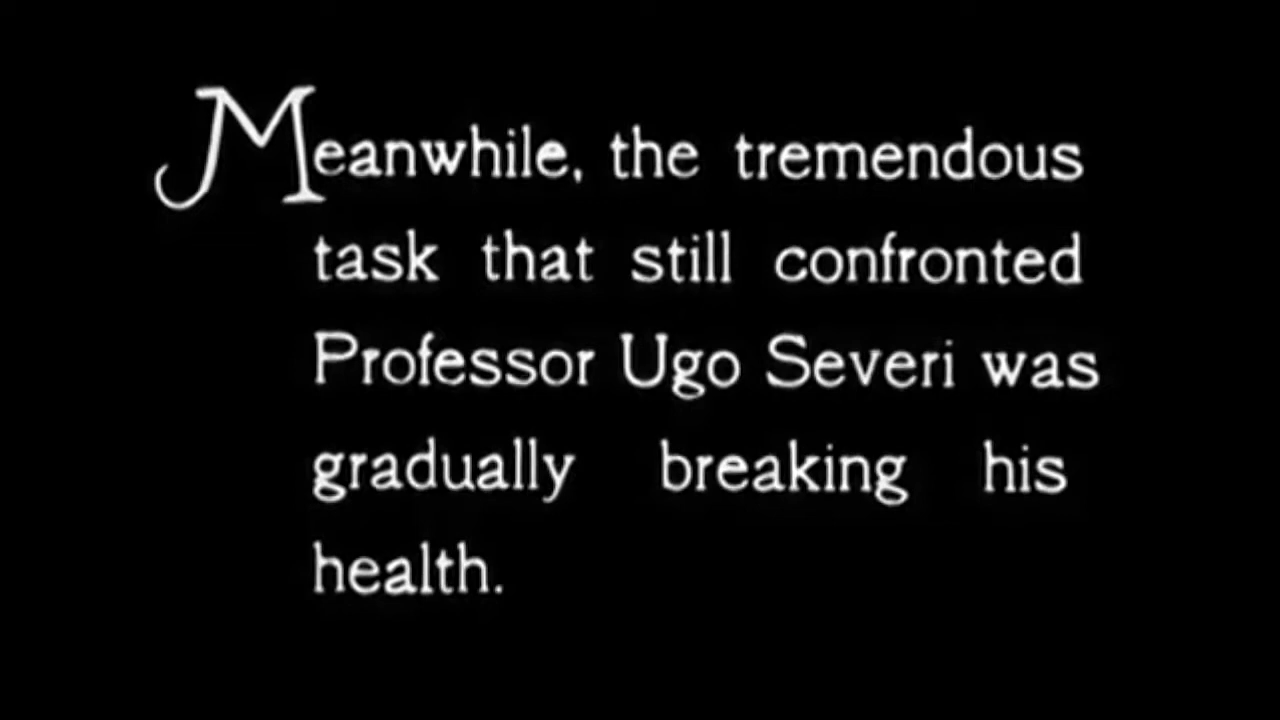 Meanwhile, the tremendous
task that still confronted
Professor Ugo Severi was
gradually breaking his
health.